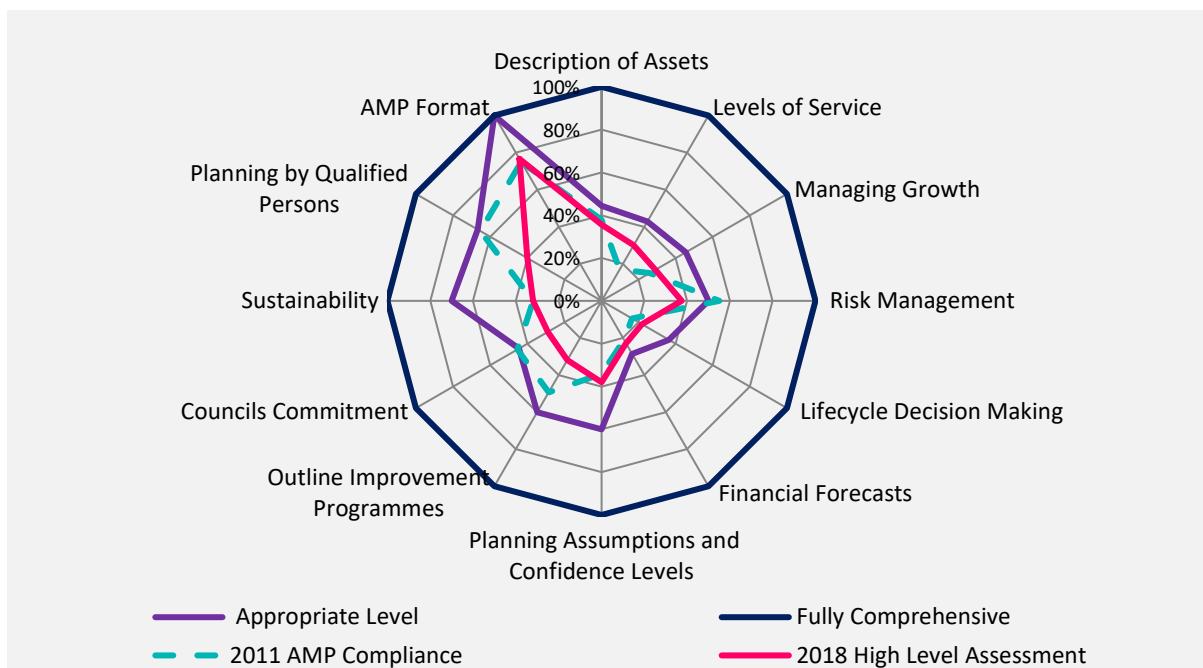 Description of Assets
100%
AMP Format
Levels of Service
80%
Planning by Qualified
Persons
60%
Managing Growth
40%
20%
Sustainability
0%
Risk Management
Councils Commitment
Lifecycle Decision Making
Outline Improvement
Programmes
Financial Forecasts
Planning Assumptions and
Confidence Levels
Appropriate Level
Fully Comprehensive
2011 AMP Compliance
2018 High Level Assessment